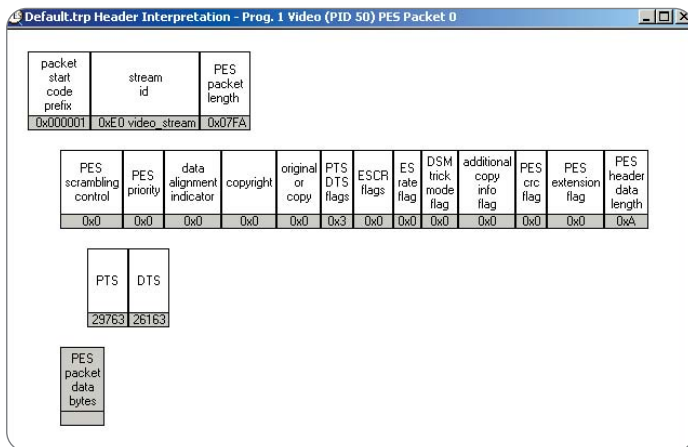 Default.trp Header Interpretation - Prog. 1 Video (PID 50) PES Packet 0
packet start code prefix
stream id
PES packet length
0x000001 0xE0 video_stream 0x07FA
PES scrambling control
PES priority
data alignment indicator
copyright
original or copy
PTS DTS flags
ESCR flags
ES rate flag
DSM trick mode flag
additional copy info flag
PES crc flag
PES extension flag
PES header data length
0x0 0x0 0x0 0x0 0x0 0x3 0x0 0x0 0x0 0x0 0x0 0x0 0xA
PTS DTS
29763 26163
PES
packet
data
bytes